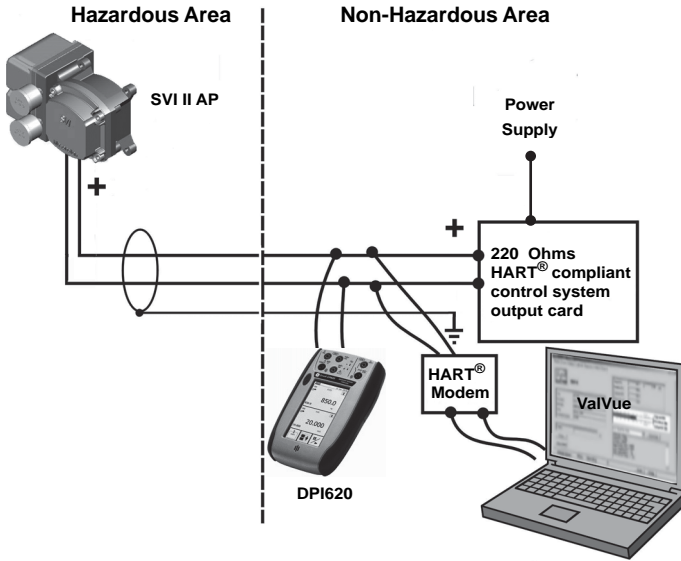 Hazardous Area
Non-Hazardous Area
SVI II AP
Power
Supply
+
+
220 Ohms
HART® compliant
control system
output card
HART®
Modem
ValVue
850.0
20.000
DPI620